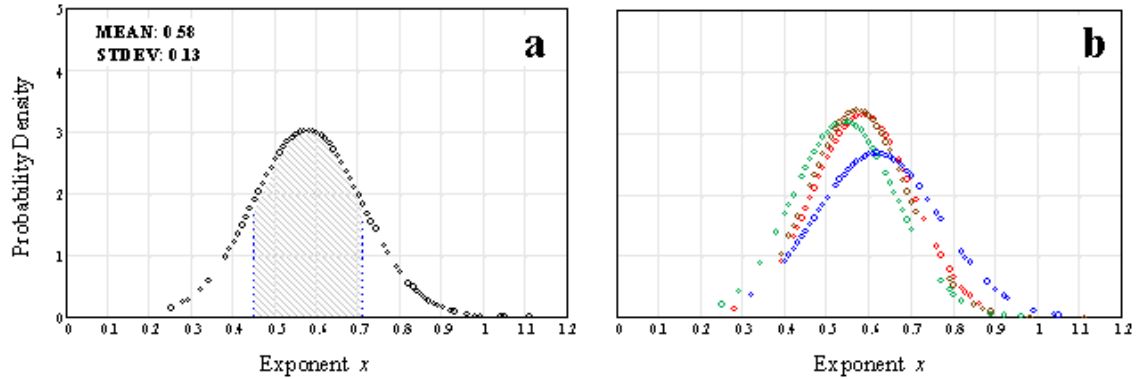 MEAN: 0.58
STDEV: 0.13
a
b
Probability Density
5
4
3
2
1
0
0 0.1 0.2 0.3 0.4 0.5 0.6 0.7 0.8 0.9 1 1.1 1.2
0 0.1 0.2 0.3 0.4 0.5 0.6 0.7 0.8 0.9 1 1.1 1.2
Exponent x
Exponent x